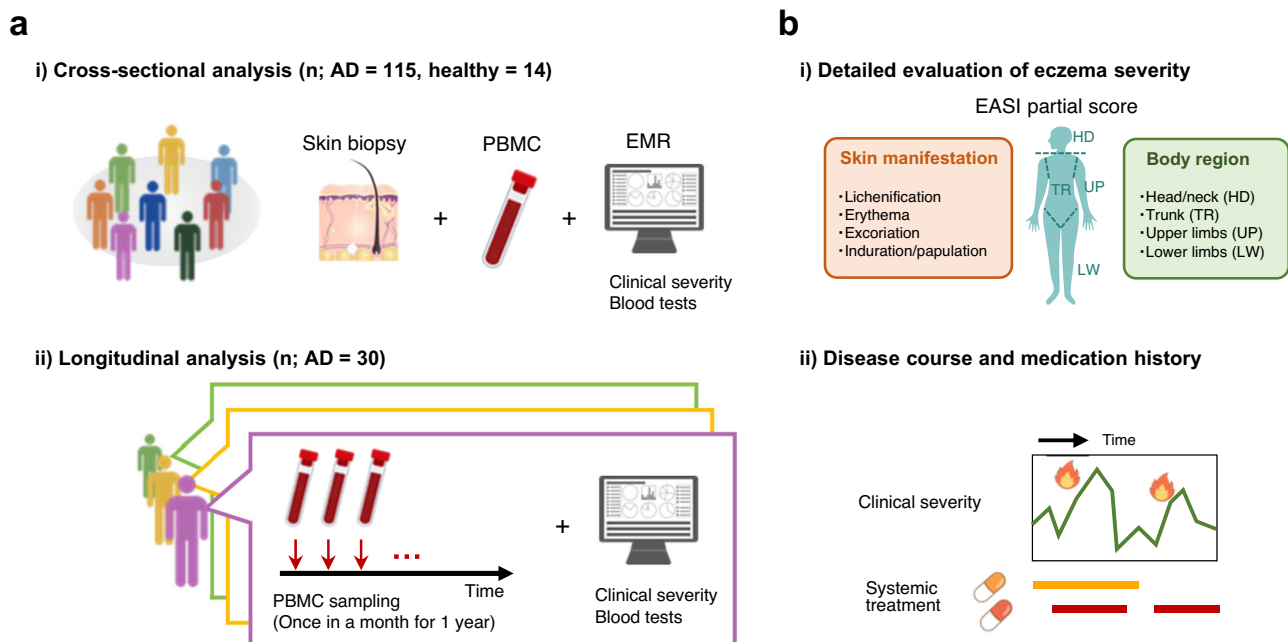 a
i) Cross-sectional analysis (n; AD = 115, healthy = 14)
Skin biopsy
+
PBMC
+
EMR
Clinical severity
Blood tests
ii) Longitudinal analysis (n; AD = 30)
...
Time
PBMC sampling
(Once in a month for 1 year)
+
Clinical severity
Blood tests
b
i) Detailed evaluation of eczema severity
EASI partial score
Skin manifestation
・Lichenification
・Erythema
・Excoriation
・Induration/papulation
HD
TR
UP
LW
Body region
・Head/neck (HD)
・Trunk (TR)
・Upper limbs (UP)
・Lower limbs (LW)
ii) Disease course and medication history
Time
Clinical severity
Systemic
treatment